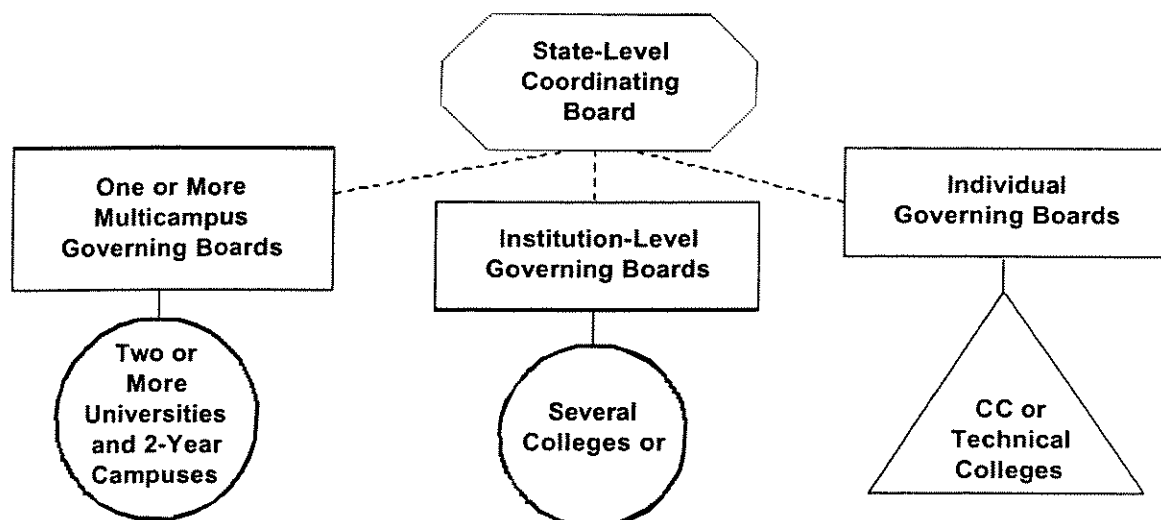 State-Level
Coordinating
Board
One or More
Multicampus
Governing Boards
Institution-Level
Governing Boards
Individual
Governing Boards
Two or
More
Universities
and 2-Year
Campuses
Several
Colleges or
CC or
Technical
Colleges